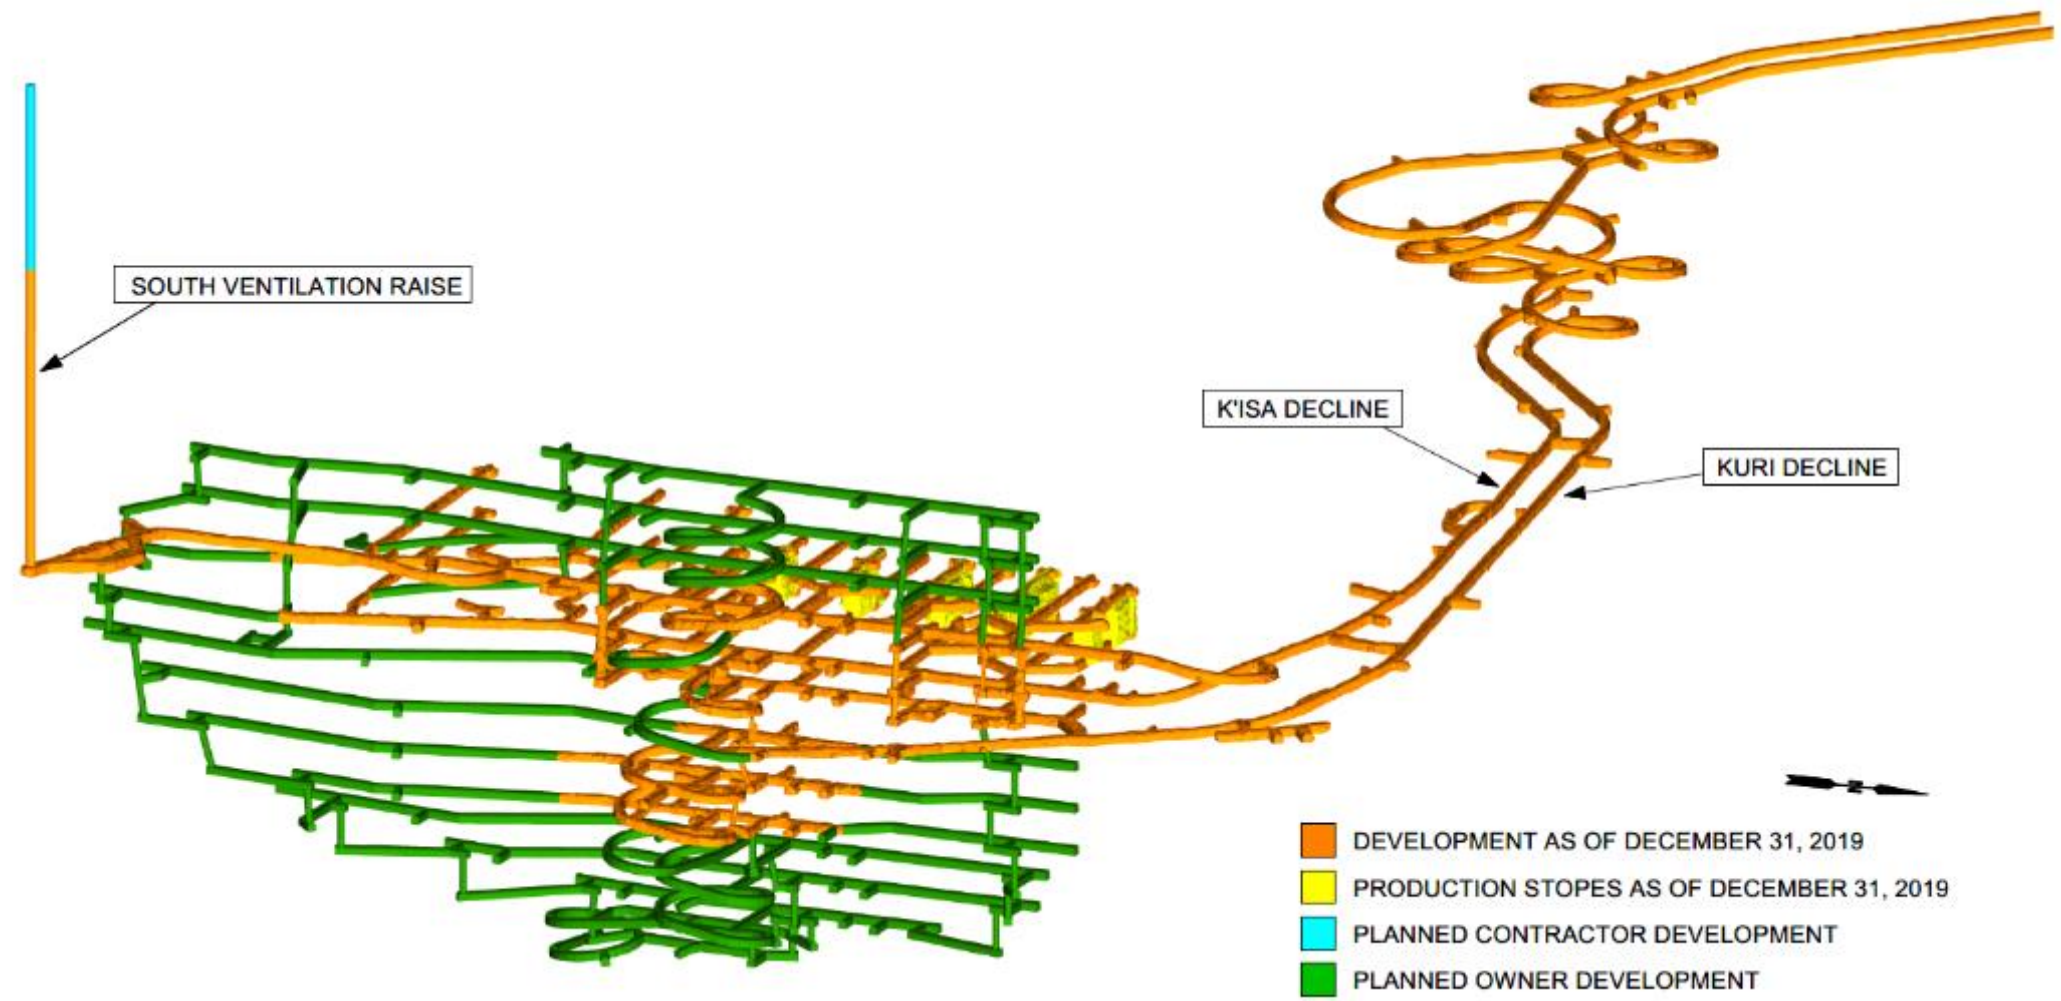 SOUTH VENTILATION RAISE
K'ISA DECLINE
KURI DECLINE
N
DEVELOPMENT AS OF DECEMBER 31, 2019
PRODUCTION STOPES AS OF DECEMBER 31, 2019
PLANNED CONTRACTOR DEVELOPMENT
PLANNED OWNER DEVELOPMENT